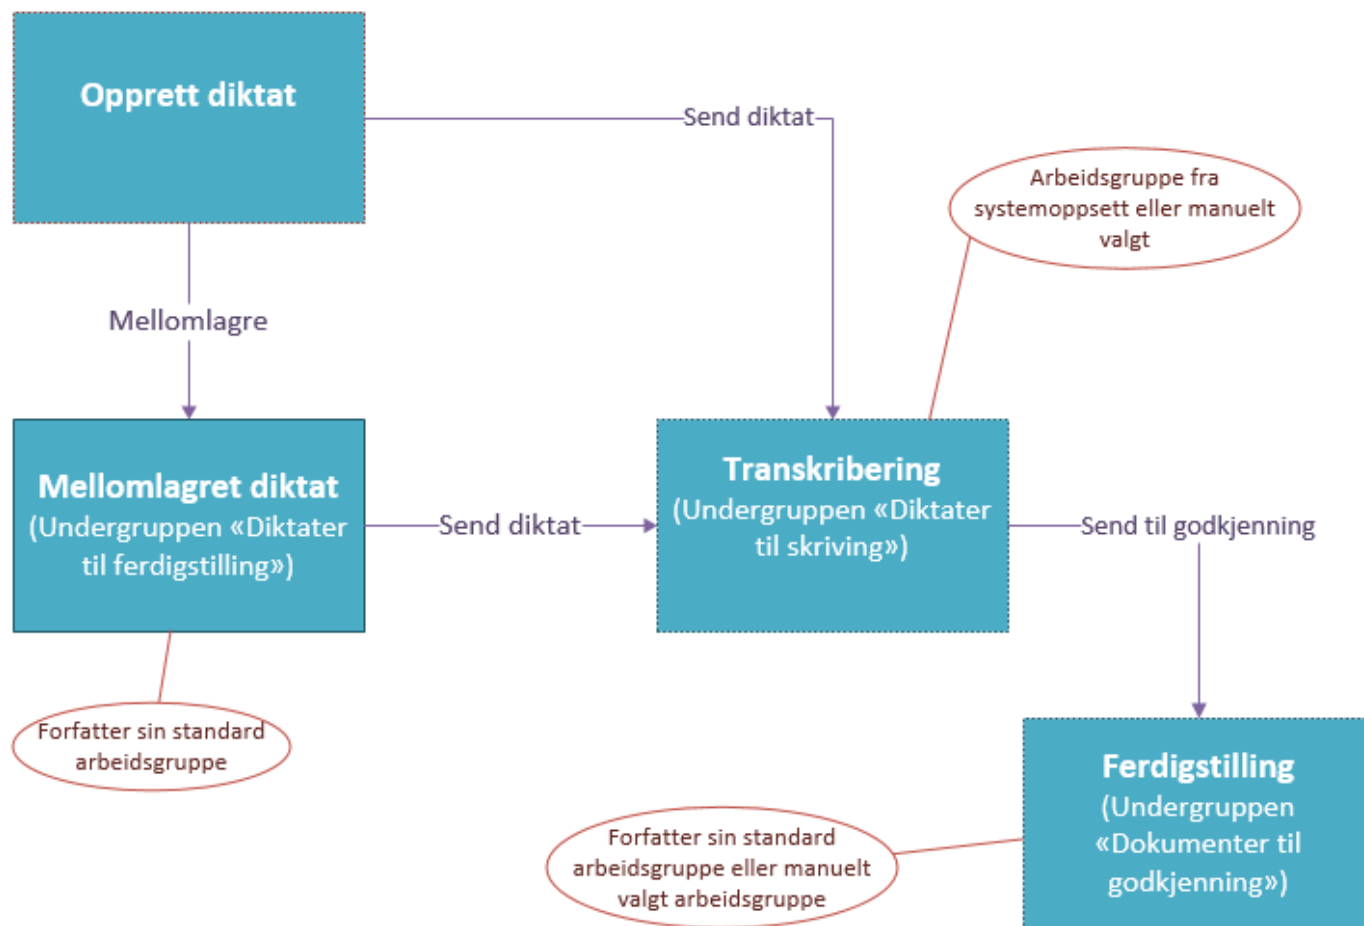 Opprett diktat
Send diktat
Arbeidsgruppe fra
systemoppsett eller manuelt
valgt
Mellomlagre
Mellomlagret diktat
(Undergruppen «Diktater
til ferdigstilling»)
Send diktat
Transkribering
(Undergruppen «Diktater
til skriving»)
Send til godkjenning
Forfatter sin standard
arbeidsgruppe
Ferdigstilling
(Undergruppen
«Dokumenter til
godkjenning»)
Forfatter sin standard
arbeidsgruppe eller manuelt
valgt arbeidsgruppe